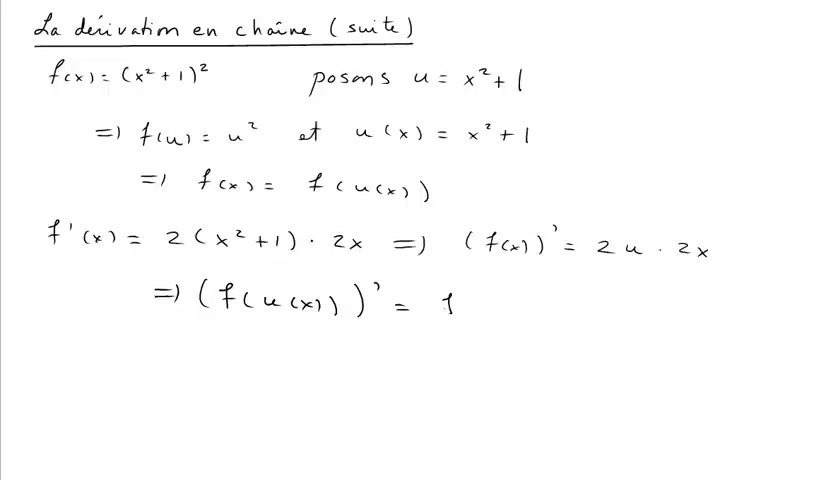 La dérivation en chaîne (suite)
f(x) = (x² + 1)² posons u = x² + 1
=> f(u) = u² et u(x) = x² + 1
=> f(x) = f(u(x))
f'(x) = 2(x² + 1) · 2x => (f(x))' = 2u · 2x
=> (f(u(x)))' = f